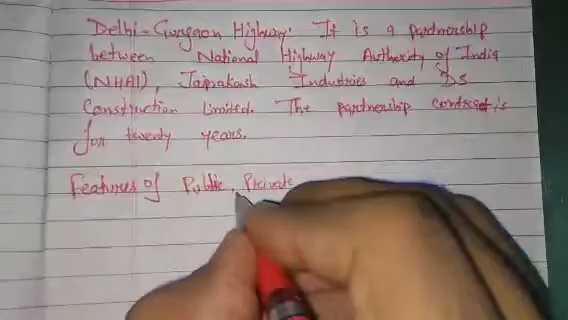 Delhi-Gurgaon Highway: It is a partnership
between National Highway Authority of India
(NHAI), Jaiprakash Industries and DS
Construction Limited. The partnership contract is
for twenty years.
Features of Public, Private